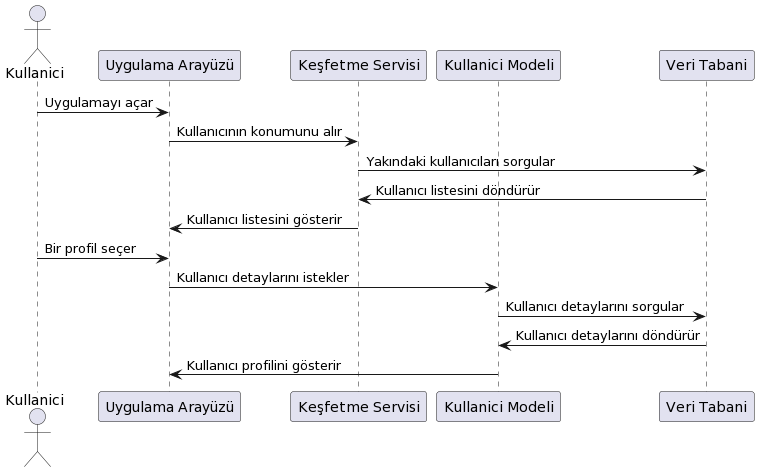 Kullanici
Uygulama Arayüzü
Keşfetme Servisi
Kullanici Modeli
Veri Tabani
Uygulamayı açar
Kullanıcının konumunu alır
Yakındaki kullanıcıları sorgular
Kullanıcı listesini döndürür
Kullanıcı listesini gösterir
Bir profil seçer
Kullanıcı detaylarını istekler
Kullanıcı detaylarını sorgular
Kullanıcı detaylarını döndürür
Kullanıcı profilini gösterir
Kullanici
Uygulama Arayüzü
Keşfetme Servisi
Kullanici Modeli
Veri Tabani